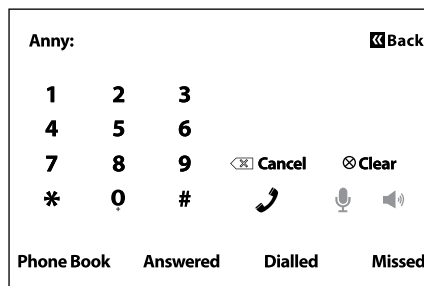 Anny: Back
1 2 3
4 5 6
7 8 9 Cancel Clear
* 0 #
+
Phone Book Answered Dialled Missed